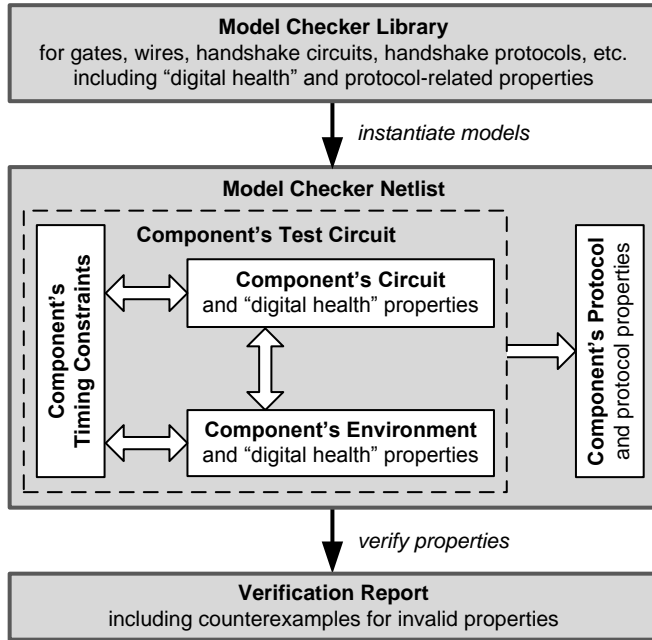 Model Checker Library
for gates, wires, handshake circuits, handshake protocols, etc.
including “digital health” and protocol-related properties
instantiate models
Model Checker Netlist
Component’s Test Circuit
Component’s
Timing Constraints
Component’s Circuit
and “digital health” properties
Component’s Environment
and “digital health” properties
Component’s Protocol
and protocol properties
verify properties
Verification Report
including counterexamples for invalid properties